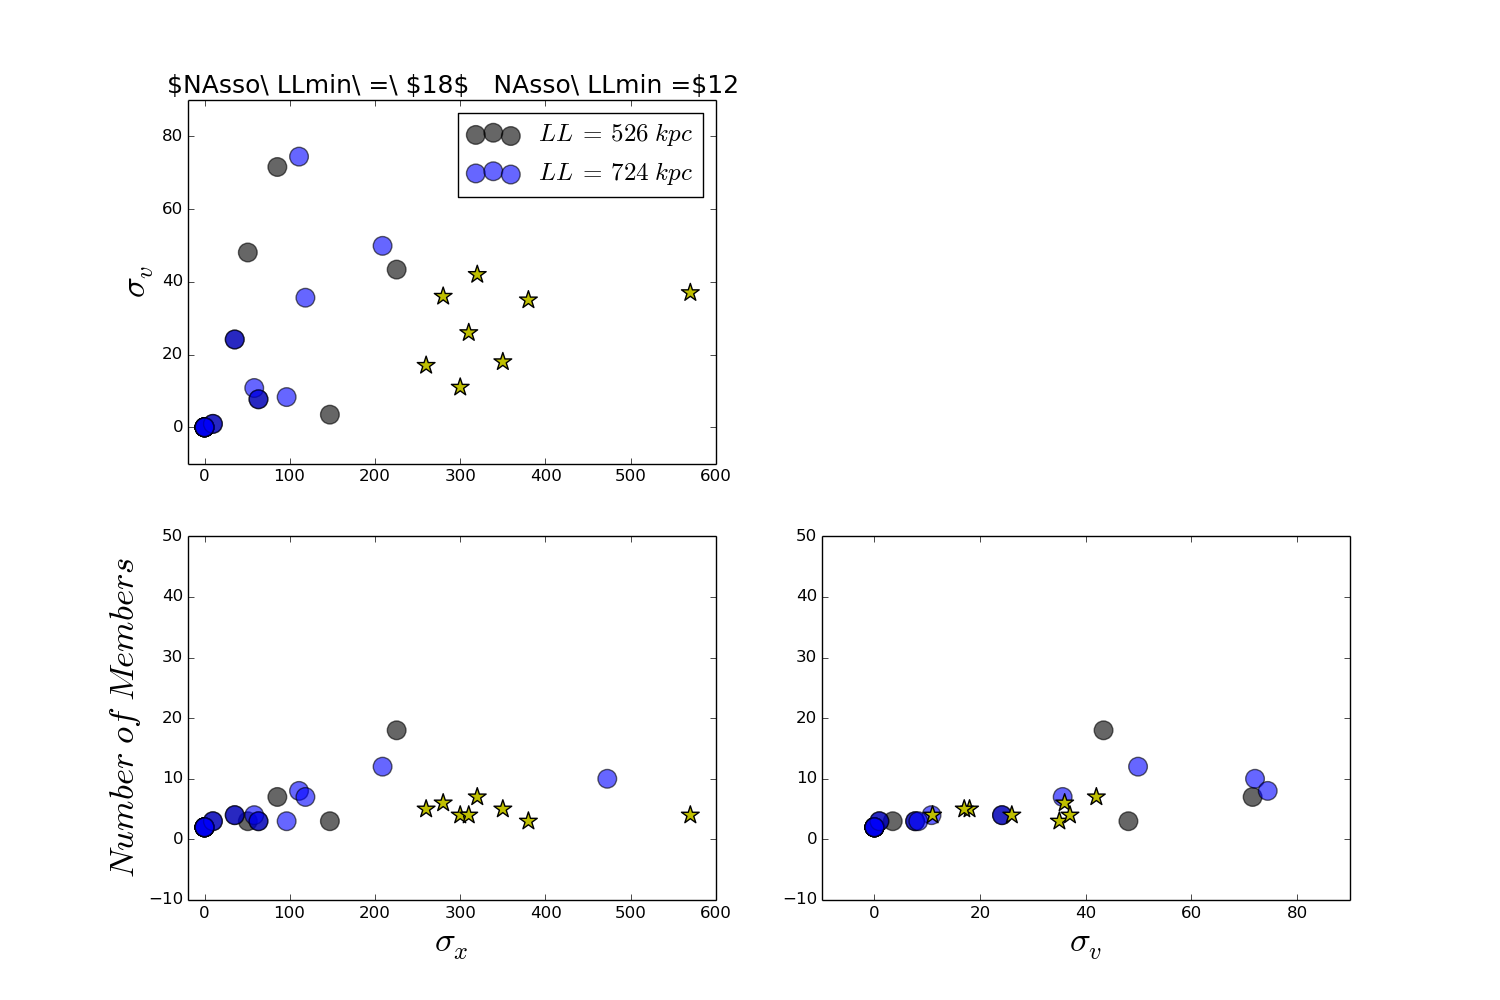 $NAsso\ LLmin\ =\ $18$   NAsso\ LLmin =$12
LL = 526 kpc
LL = 724 kpc
σ_v
80
60
40
20
0
0 100 200 300 400 500 600
Number of Members
50
40
30
20
10
0
−10
0 100 200 300 400 500 600
σ_x
50
40
30
20
10
0
−10
0 20 40 60 80
σ_v